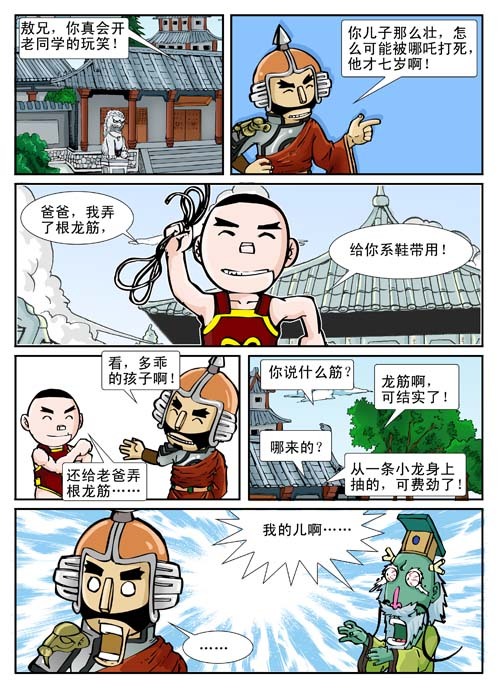 敖兄，你真会开
老同学的玩笑！
你儿子那么壮，怎
么可能被哪吒打死，
他才七岁啊！
爸爸，我弄
了根龙筋，
给你系鞋带用！
看，多乖
的孩子啊！
还给老爸弄
根龙筋……
你说什么筋？
龙筋啊，
可结实了！
哪来的？
从一条小龙身上
抽的，可费劲了！
我的儿啊……
……